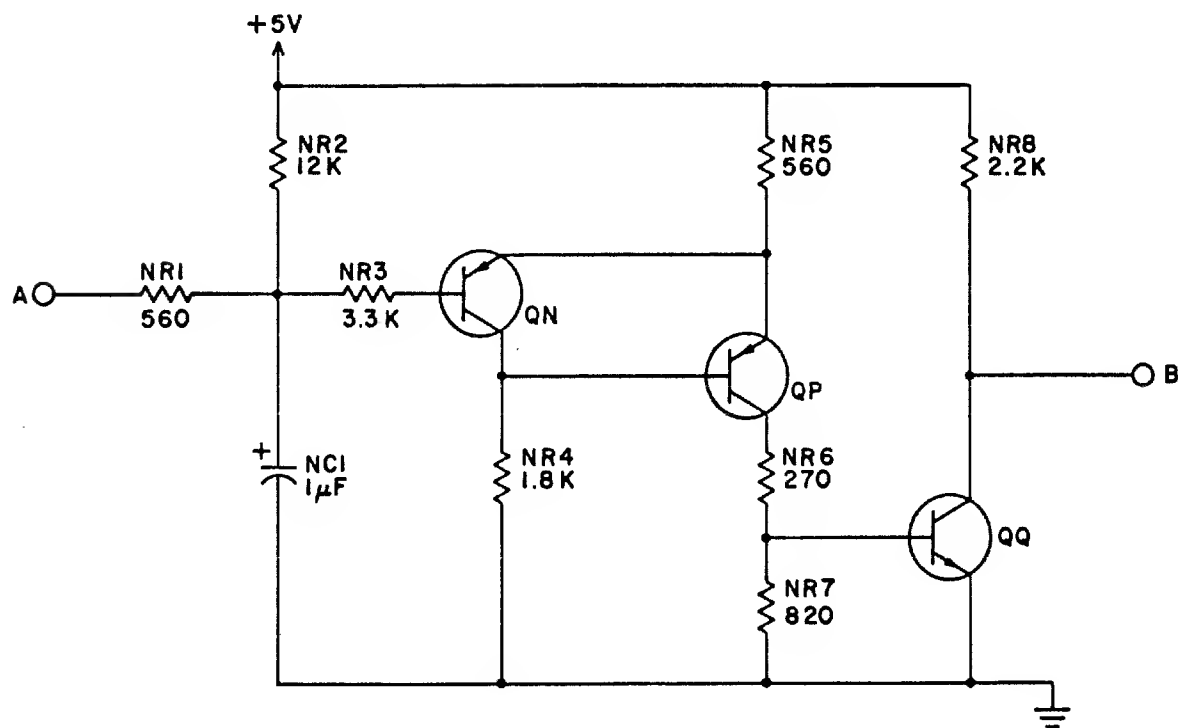 +5V
NR2
12K
NR5
560
NR8
2.2K
A
NR1
560
NR3
3.3K
QN
QP
B
+
NC1
1µF
NR4
1.8K
NR6
270
QQ
NR7
820